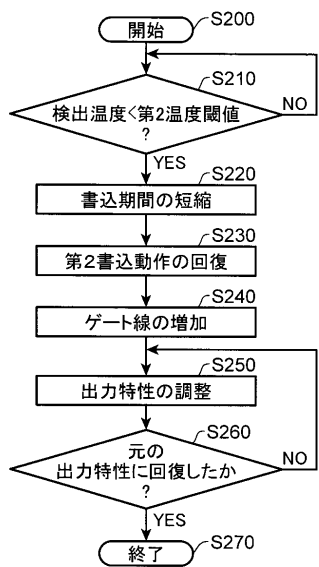 開始
S200
S210
検出温度<第2温度閾値
?
NO
YES
S220
書込期間の短縮
S230
第2書込動作の回復
S240
ゲート線の増加
S250
出力特性の調整
S260
元の
出力特性に回復したか
?
NO
YES
終了
S270